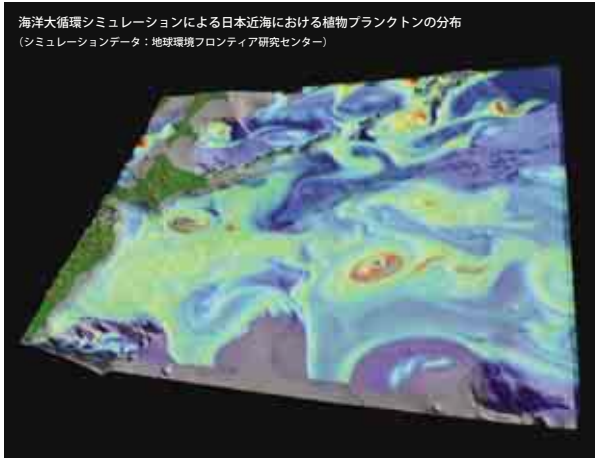 海洋大循環シミュレーションによる日本近海における植物プランクトンの分布
（シミュレーションデータ：地球環境フロンティア研究センター）